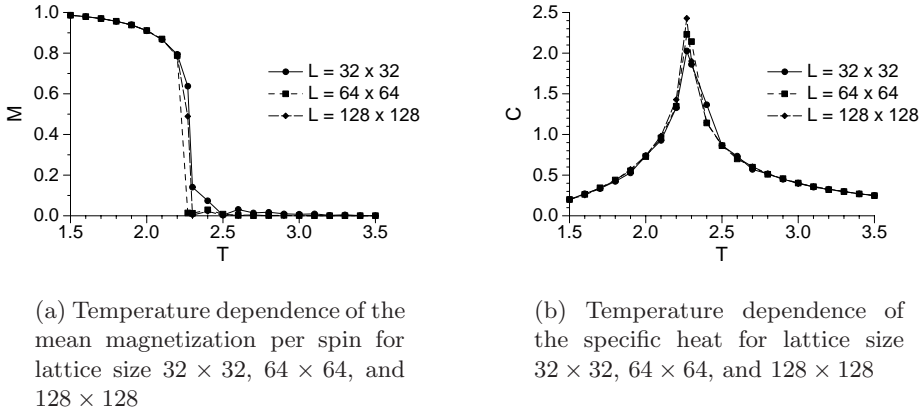 1.0
0.8
0.6
0.4
0.2
0.0
M
1.5 2.0 2.5 3.0 3.5
T
L = 32 x 32
L = 64 x 64
L = 128 x 128
2.5
2.0
1.5
1.0
0.5
0.0
C
1.5 2.0 2.5 3.0 3.5
T
L = 32 x 32
L = 64 x 64
L = 128 x 128
(a) Temperature dependence of the
mean magnetization per spin for
lattice size 32 × 32, 64 × 64, and
128 × 128
(b) Temperature dependence of
the specific heat for lattice size
32 × 32, 64 × 64, and 128 × 128